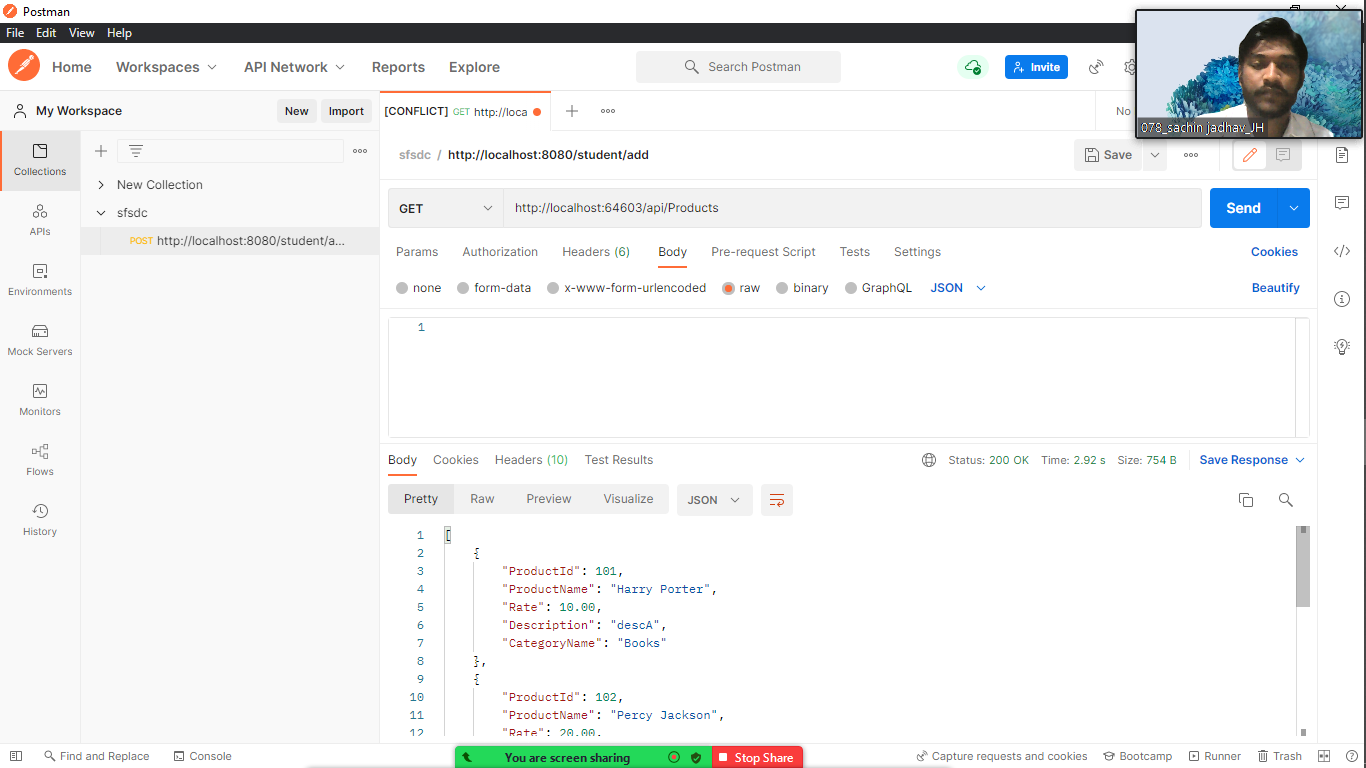 Postman
File Edit View Help
Home Workspaces API Network Reports Explore Search Postman Invite
078_sachin jadhav_JH
My Workspace New Import [CONFLICT] GET http://loca No
sfsdc / http://localhost:8080/student/add Save
Collections
New Collection
sfsdc
POST http://localhost:8080/student/a...
GET http://localhost:64603/api/Products Send
APIs
Params Authorization Headers (6) Body Pre-request Script Tests Settings Cookies
Environments
none form-data x-www-form-urlencoded raw binary GraphQL JSON Beautify
1
Mock Servers
Monitors
Flows
History
Body Cookies Headers (10) Test Results Status: 200 OK Time: 2.92 s Size: 754 B Save Response
Pretty Raw Preview Visualize JSON
1 [
2 {
3 "ProductId": 101,
4 "ProductName": "Harry Porter",
5 "Rate": 10.00,
6 "Description": "descA",
7 "CategoryName": "Books"
8 },
9 {
10 "ProductId": 102,
11 "ProductName": "Percy Jackson",
12 "Rate": 20.00,
Find and Replace Console You are screen sharing Stop Share Capture requests and cookies Bootcamp Runner Trash